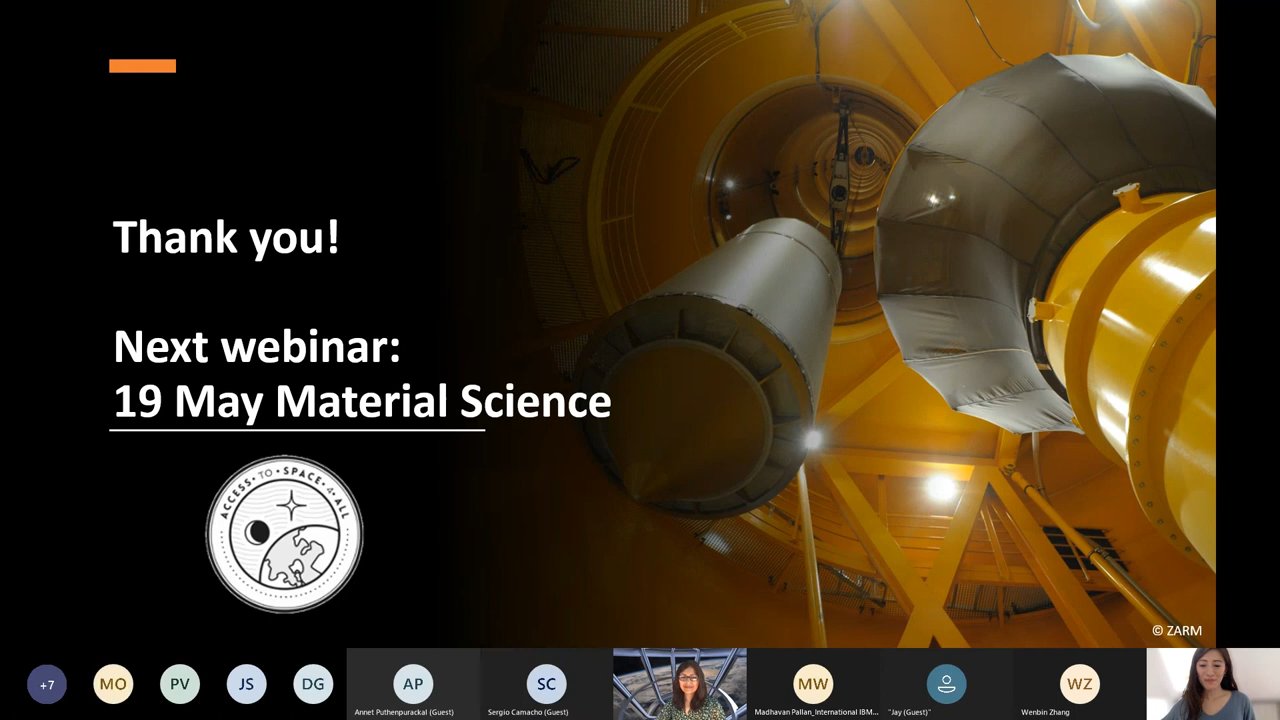 Thank you!
Next webinar:
19 May Material Science
ACCESS • TO • SPACE • 4 • ALL
© ZARM
+7
MO
PV
JS
DG
AP
Annet Puthenpurackal (Guest)
SC
Sergio Camacho (Guest)
MW
Madhavan Pallan_International IBM...
"Jay (Guest)"
WZ
Wenbin Zhang